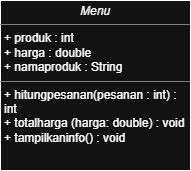 Menu
+ produk : int
+ harga : double
+ namaproduk : String
+ hitungpesanan(pesanan : int) :
int
+ totalharga (harga: double) : void
+ tampilkaninfo() : void